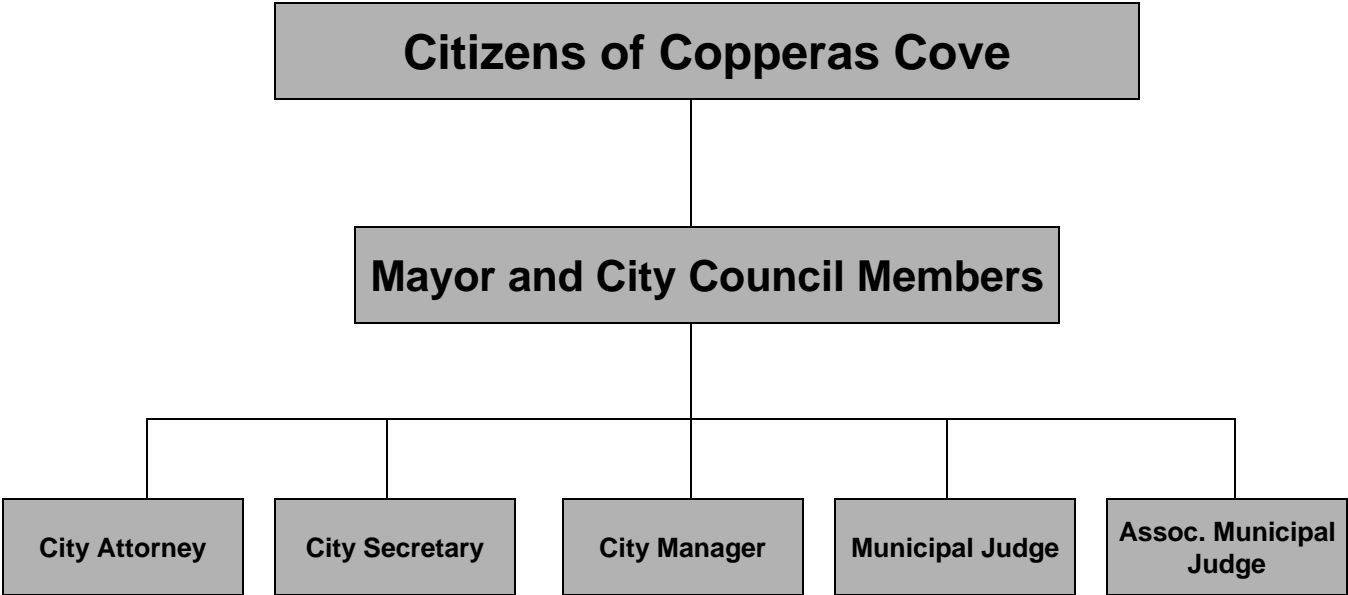 Citizens of Copperas Cove
Mayor and City Council Members
City Attorney
City Secretary
City Manager
Municipal Judge
Assoc. Municipal
Judge